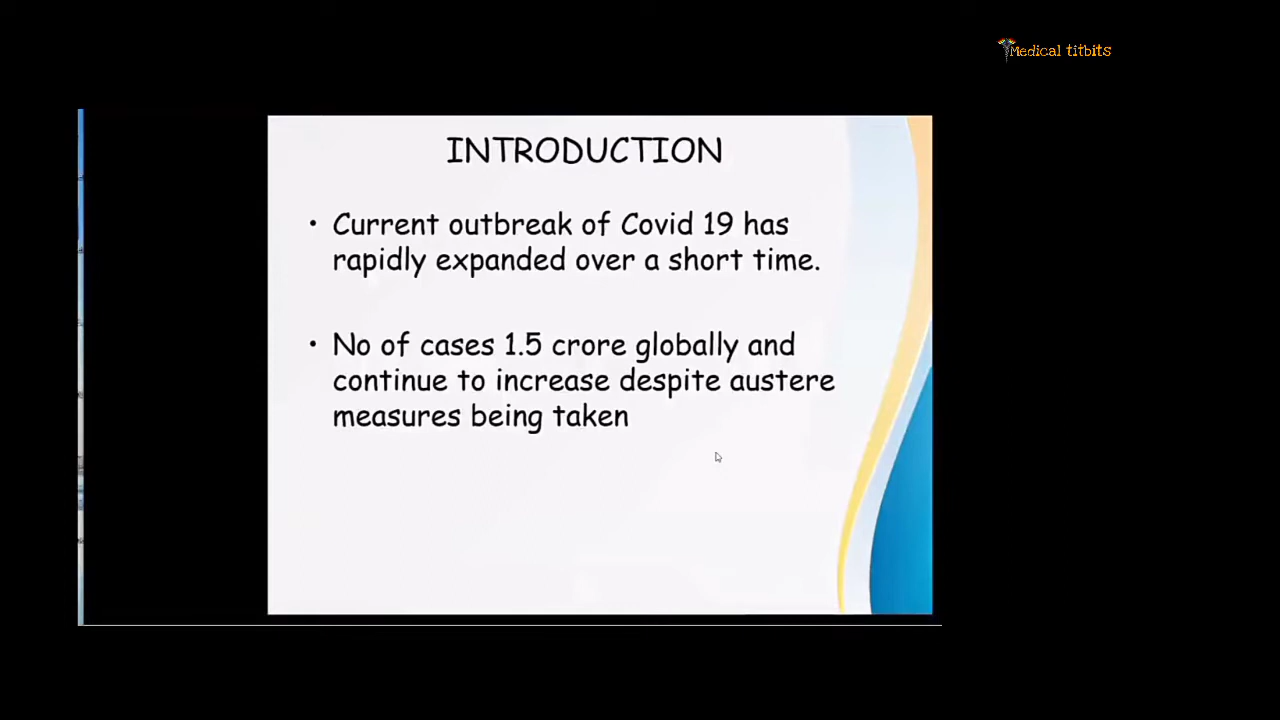 Medical titbits
INTRODUCTION
• Current outbreak of Covid 19 has
rapidly expanded over a short time.
• No of cases 1.5 crore globally and
continue to increase despite austere
measures being taken